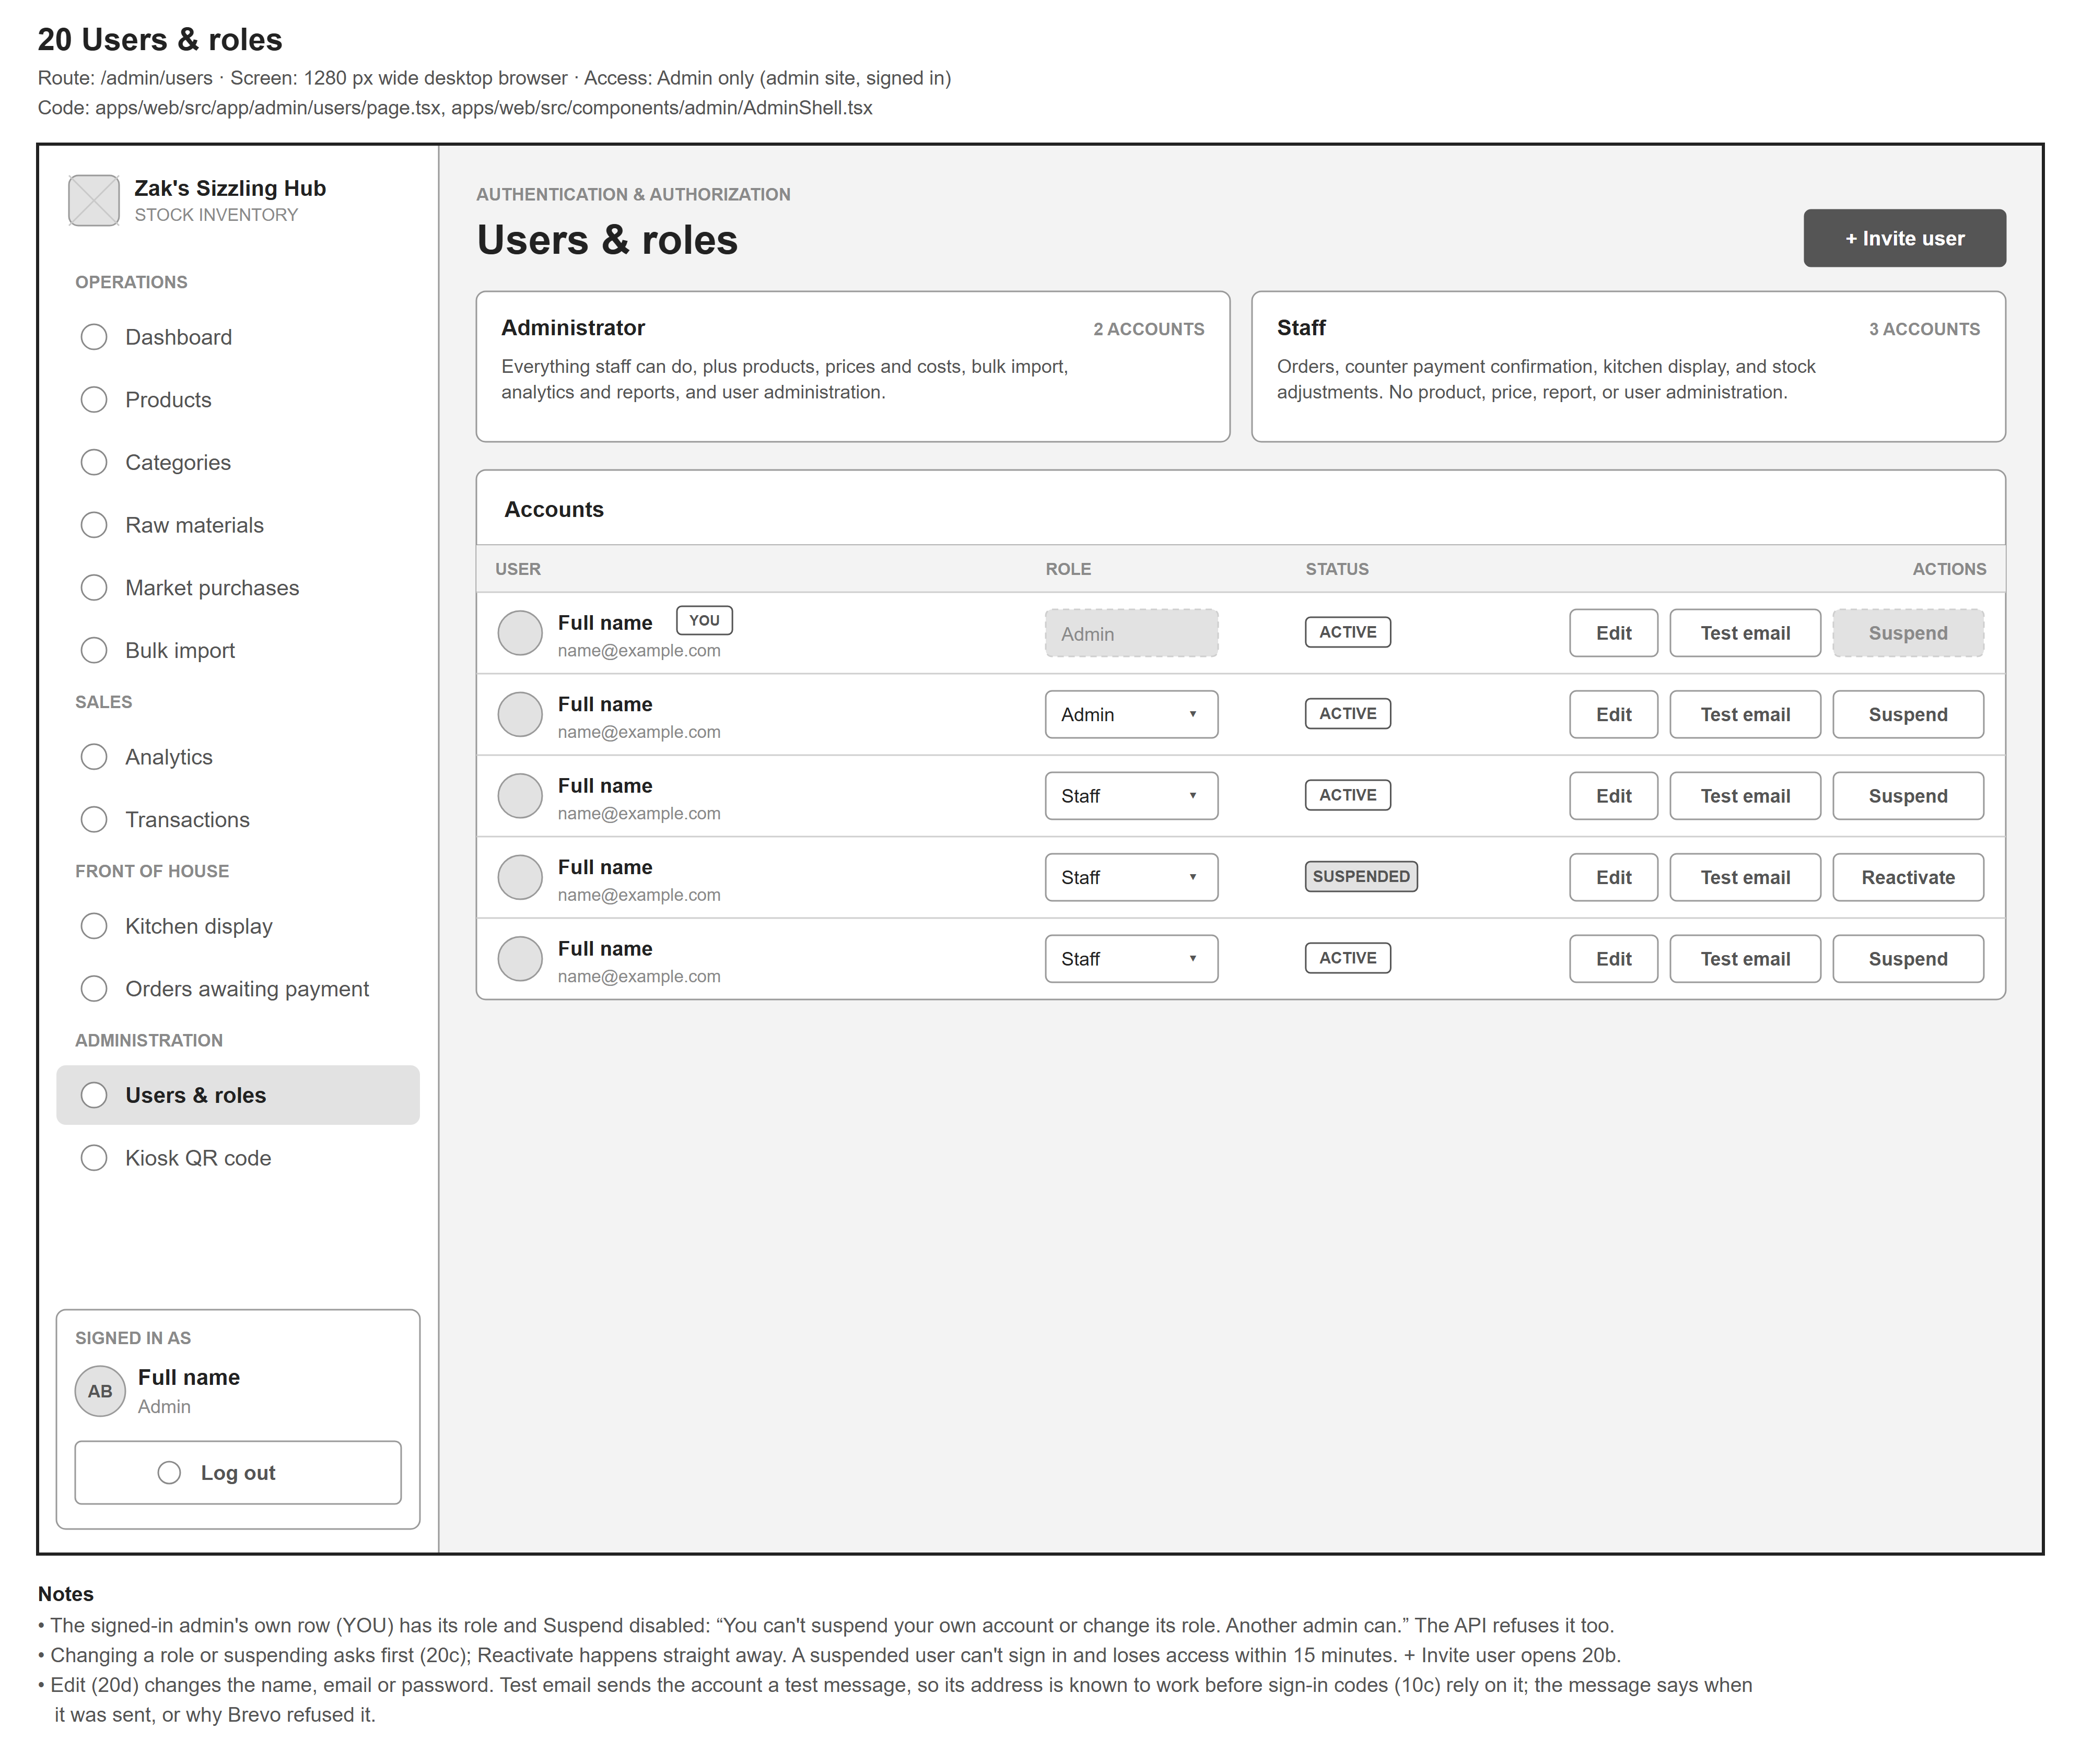 20 Users & roles
Route: /admin/users · Screen: 1280 px wide desktop browser · Access: Admin only (admin site, signed in)
Code: apps/web/src/app/admin/users/page.tsx, apps/web/src/components/admin/AdminShell.tsx
Zak's Sizzling Hub
STOCK INVENTORY
OPERATIONS
Dashboard
Products
Categories
Raw materials
Market purchases
Bulk import
SALES
Analytics
Transactions
FRONT OF HOUSE
Kitchen display
Orders awaiting payment
ADMINISTRATION
Users & roles
Kiosk QR code
SIGNED IN AS
AB
Full name
Admin
Log out
AUTHENTICATION & AUTHORIZATION
Users & roles
+ Invite user
Administrator 2 ACCOUNTS
Everything staff can do, plus products, prices and costs, bulk import,
analytics and reports, and user administration.
Staff 3 ACCOUNTS
Orders, counter payment confirmation, kitchen display, and stock
adjustments. No product, price, report, or user administration.
Accounts
USER ROLE STATUS ACTIONS
Full name YOU Admin ACTIVE Edit Test email Suspend
name@example.com
Full name Admin ▼ ACTIVE Edit Test email Suspend
name@example.com
Full name Staff ▼ ACTIVE Edit Test email Suspend
name@example.com
Full name Staff ▼ SUSPENDED Edit Test email Reactivate
name@example.com
Full name Staff ▼ ACTIVE Edit Test email Suspend
name@example.com
Notes
• The signed-in admin's own row (YOU) has its role and Suspend disabled: “You can't suspend your own account or change its role. Another admin can.” The API refuses it too.
• Changing a role or suspending asks first (20c); Reactivate happens straight away. A suspended user can't sign in and loses access within 15 minutes. + Invite user opens 20b.
• Edit (20d) changes the name, email or password. Test email sends the account a test message, so its address is known to work before sign-in codes (10c) rely on it; the message says when
it was sent, or why Brevo refused it.